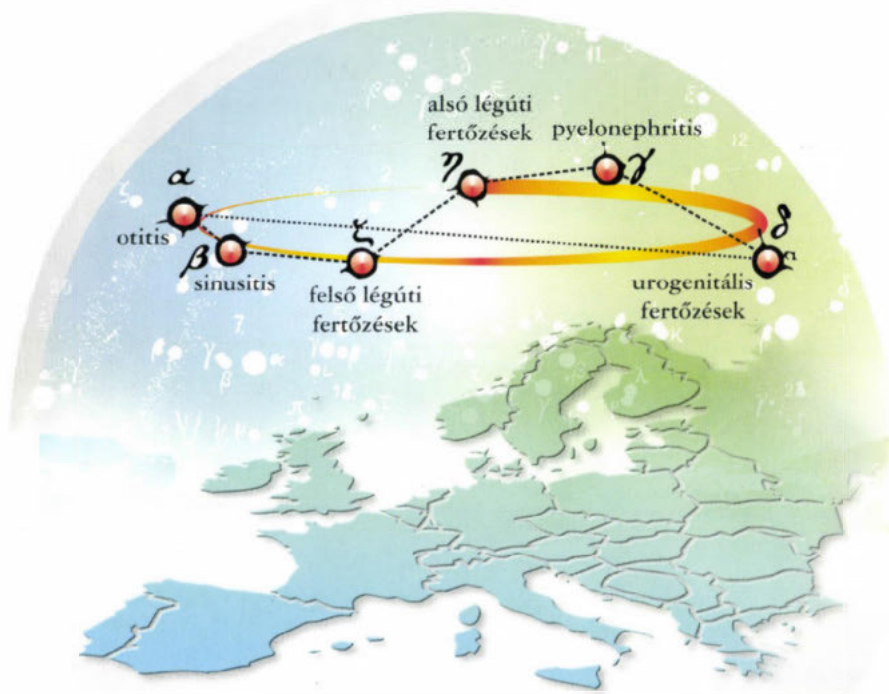 alsó légúti
fertőzések
pyelonephritis
η
γ
α
δ
otitis
β
ζ
sinusitis
felső légúti
fertőzések
urogenitális
fertőzések